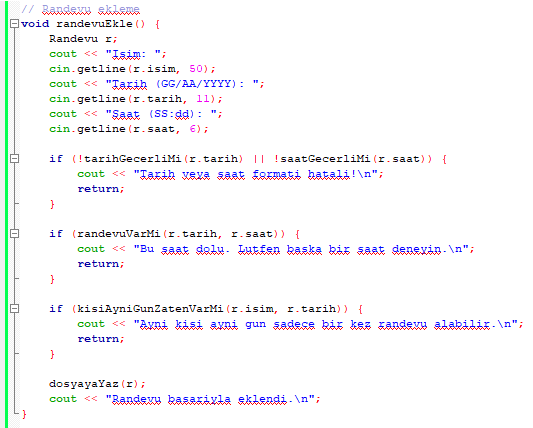 // Randevu ekleme
void randevuEkle() {
    Randevu r;
    cout << "Isim: ";
    cin.getline(r.isim, 50);
    cout << "Tarih (GG/AA/YYYY): ";
    cin.getline(r.tarih, 11);
    cout << "Saat (SS:dd): ";
    cin.getline(r.saat, 6);

    if (!tarihGecerliMi(r.tarih) || !saatGecerliMi(r.saat)) {
        cout << "Tarih veya saat formati hatali!\n";
        return;
    }

    if (randevuVarMi(r.tarih, r.saat)) {
        cout << "Bu saat dolu. Lutfen baska bir saat deneyin.\n";
        return;
    }

    if (kisiAyniGunZatenVarMi(r.isim, r.tarih)) {
        cout << "Ayni kisi ayni gun sadece bir kez randevu alabilir.\n";
        return;
    }

    dosyayaYaz(r);
    cout << "Randevu basariyla eklendi.\n";
}